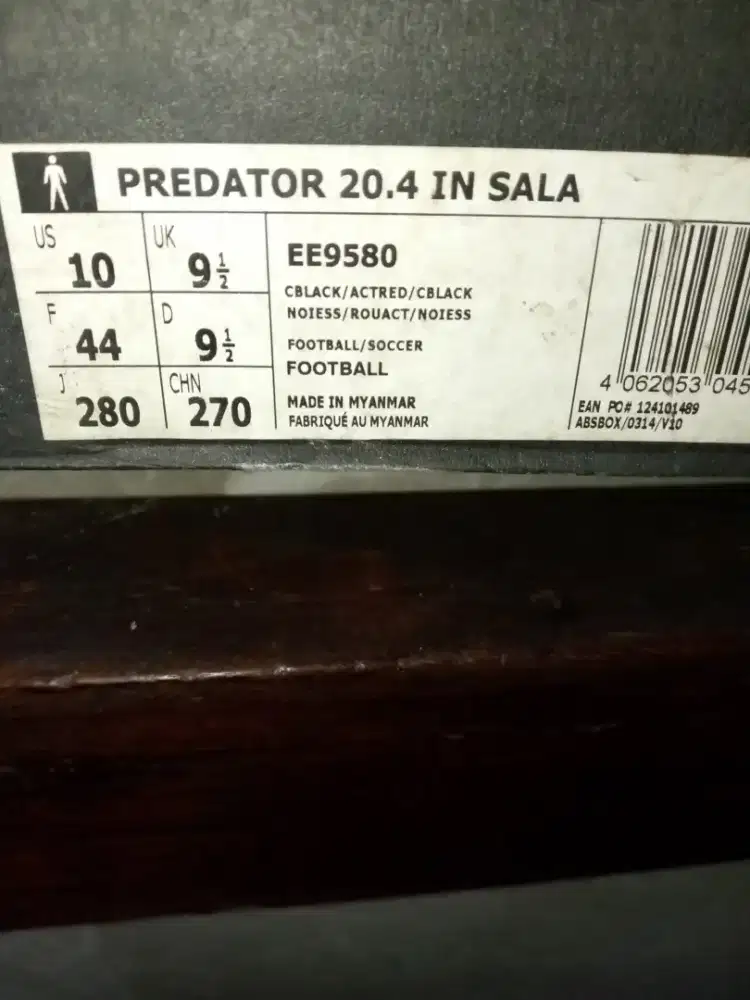 PREDATOR 20.4 IN SALA
US 10 UK 9½
F 44 D 9½
J 280 CHN 270
EE9580
CBLACK/ACTRED/CBLACK
NOIESS/ROUACT/NOIESS
FOOTBALL/SOCCER
FOOTBALL
MADE IN MYANMAR
FABRIQUÉ AU MYANMAR
4 062053 045
EAN PO# 124101489
ABSBOX/0314/V10